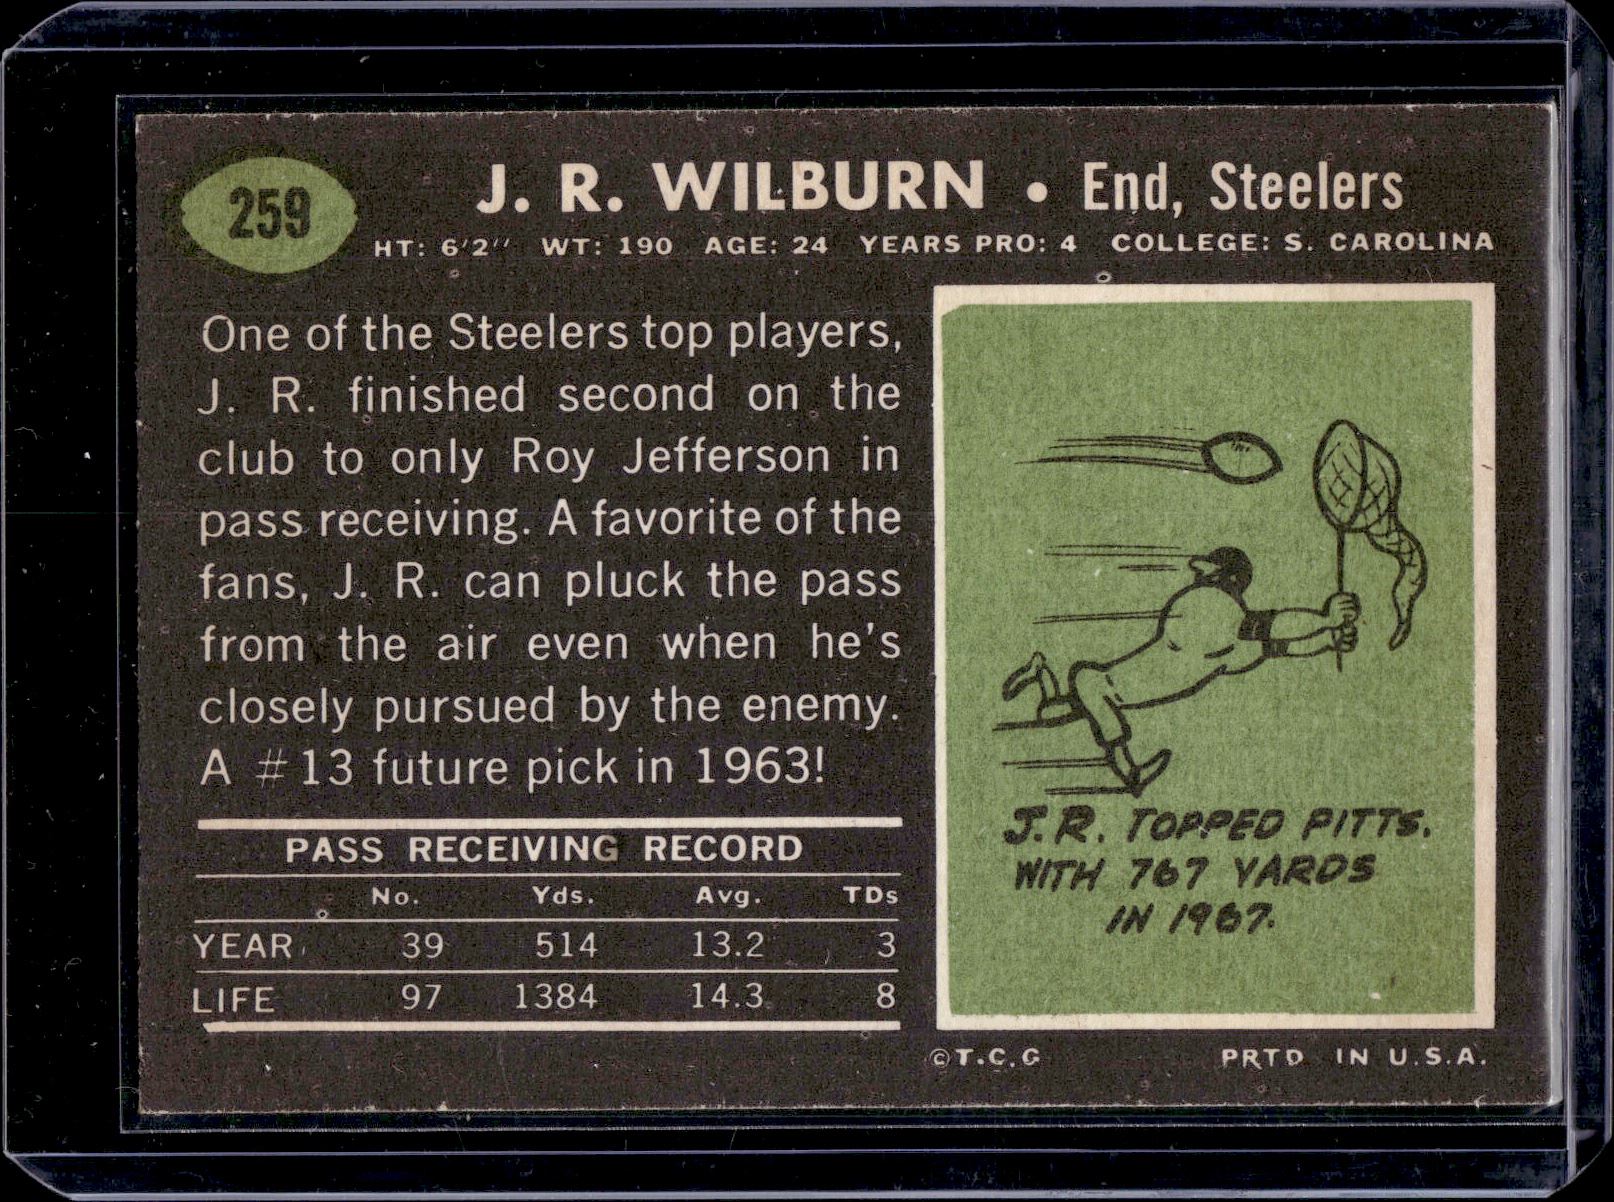 259
J. R. WILBURN • End, Steelers
HT: 6'2" WT: 190 AGE: 24 YEARS PRO: 4 COLLEGE: S. CAROLINA
One of the Steelers top players,
J. R. finished second on the
club to only Roy Jefferson in
pass receiving. A favorite of the
fans, J. R. can pluck the pass
from the air even when he's
closely pursued by the enemy.
A #13 future pick in 1963!
PASS RECEIVING RECORD
No. Yds. Avg. TDs
YEAR 39 514 13.2 3
LIFE 97 1384 14.3 8
J.R. TOPPED PITTS.
WITH 767 YARDS
IN 1967.
©T.C.G PRTD IN U.S.A.